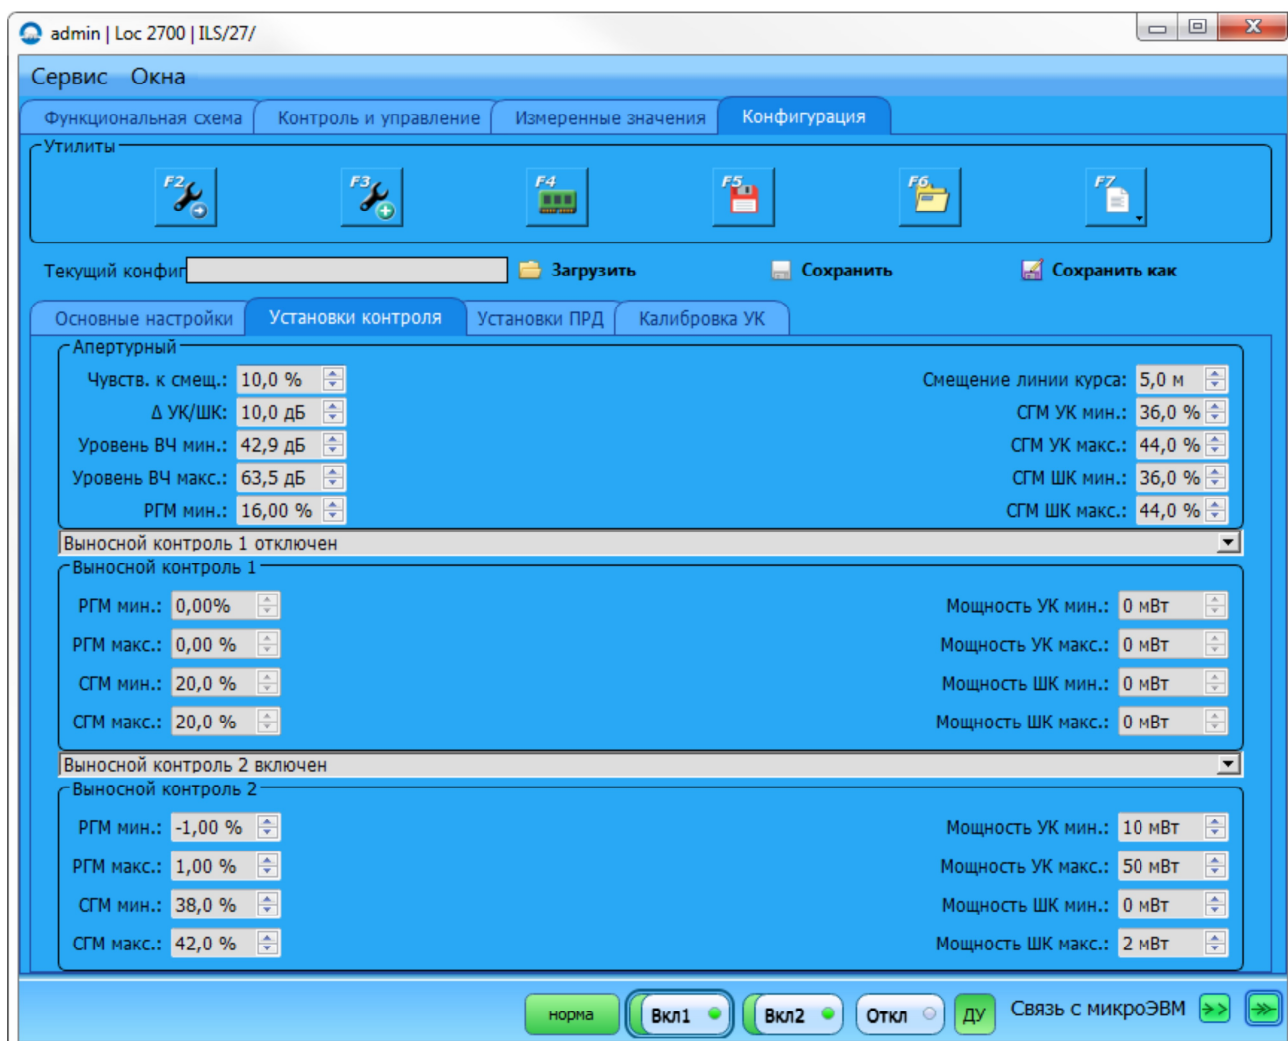 admin | Loc 2700 | ILS/27/
Сервис Окна
Функциональная схема Контроль и управление Измеренные значения Конфигурация
Утилиты
F2 F3 F4 F5 F6 F7
Текущий конфиг Загрузить Сохранить Сохранить как
Основные настройки Установки контроля Установки ПРД Калибровка УК
Апертурный
Чувств. к смещ.: 10,0 % Смещение линии курса: 5,0 м
Δ УК/ШК: 10,0 дБ СГМ УК мин.: 36,0 %
Уровень ВЧ мин.: 42,9 дБ СГМ УК макс.: 44,0 %
Уровень ВЧ макс.: 63,5 дБ СГМ ШК мин.: 36,0 %
РГМ мин.: 16,00 % СГМ ШК макс.: 44,0 %
Выносной контроль 1 отключен
Выносной контроль 1
РГМ мин.: 0,00% Мощность УК мин.: 0 мВт
РГМ макс.: 0,00 % Мощность УК макс.: 0 мВт
СГМ мин.: 20,0 % Мощность ШК мин.: 0 мВт
СГМ макс.: 20,0 % Мощность ШК макс.: 0 мВт
Выносной контроль 2 включен
Выносной контроль 2
РГМ мин.: -1,00 % Мощность УК мин.: 10 мВт
РГМ макс.: 1,00 % Мощность УК макс.: 50 мВт
СГМ мин.: 38,0 % Мощность ШК мин.: 0 мВт
СГМ макс.: 42,0 % Мощность ШК макс.: 2 мВт
норма Вкл1 Вкл2 Откл ДУ Связь с микроЭВМ